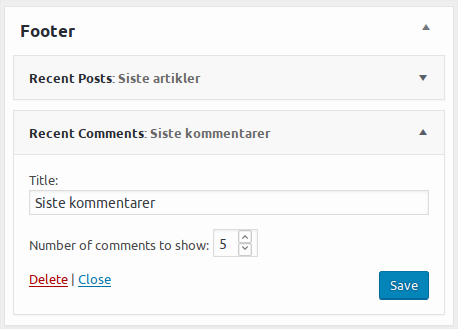 Footer
Recent Posts: Siste artikler
Recent Comments: Siste kommentarer
Title:
Siste kommentarer
Number of comments to show: 5
Delete | Close
Save